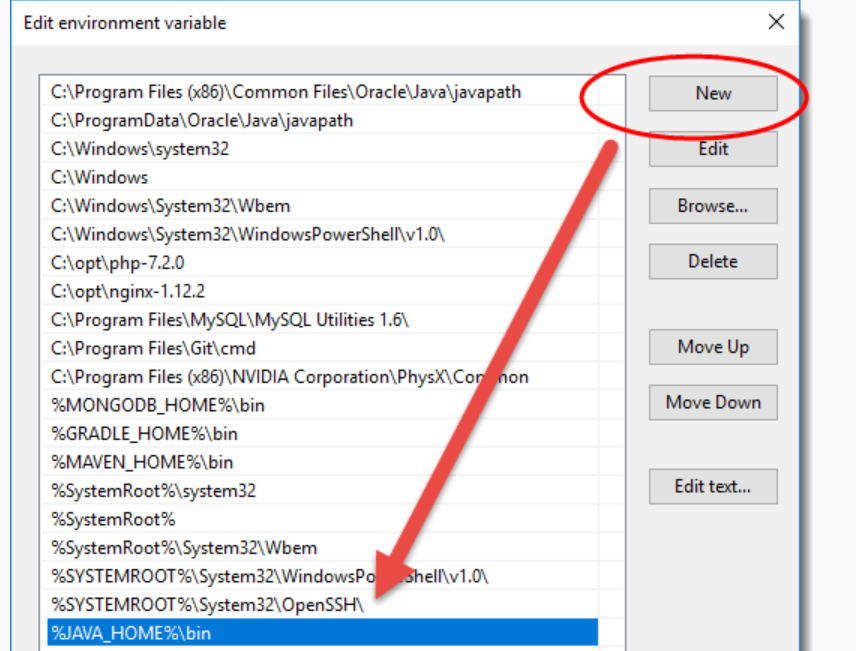 Edit environment variable
C:\Program Files (x86)\Common Files\Oracle\Java\javapath
New
C:\ProgramData\Oracle\Java\javapath
C:\Windows\system32
Edit
C:\Windows
C:\Windows\System32\Wbem
Browse...
C:\Windows\System32\WindowsPowerShell\v1.0\
C:\opt\php-7.2.0
Delete
C:\opt\nginx-1.12.2
C:\Program Files\MySQL\MySQL Utilities 1.6\
C:\Program Files\Git\cmd
Move Up
C:\Program Files (x86)\NVIDIA Corporation\PhysX\Common
%MONGODB_HOME%\bin
Move Down
%GRADLE_HOME%\bin
%MAVEN_HOME%\bin
%SystemRoot%\system32
Edit text...
%SystemRoot%
%SystemRoot%\System32\Wbem
%SYSTEMROOT%\System32\WindowsPowerShell\v1.0\
%SYSTEMROOT%\System32\OpenSSH\
%JAVA_HOME%\bin